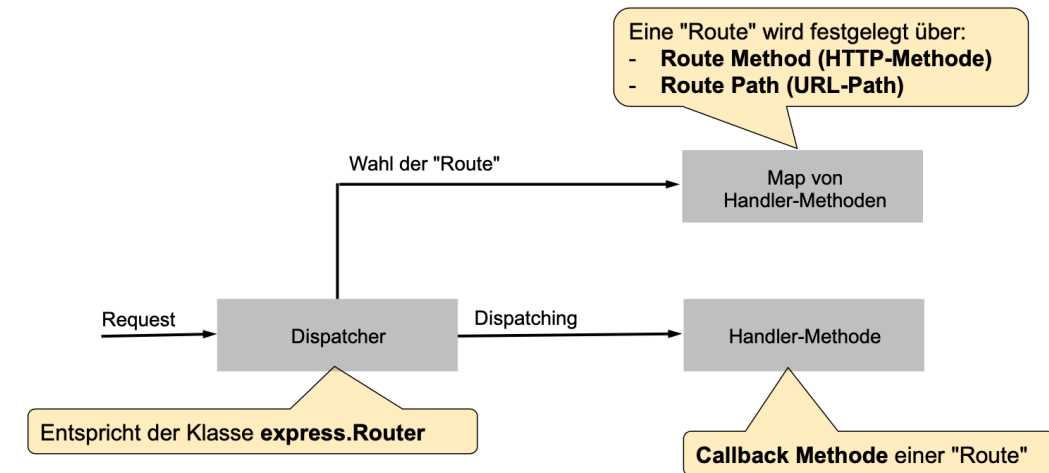 Eine "Route" wird festgelegt über:
- Route Method (HTTP-Methode)
- Route Path (URL-Path)
Wahl der "Route"
Map von
Handler-Methoden
Request
Dispatcher
Dispatching
Handler-Methode
Entspricht der Klasse express.Router
Callback Methode einer "Route"